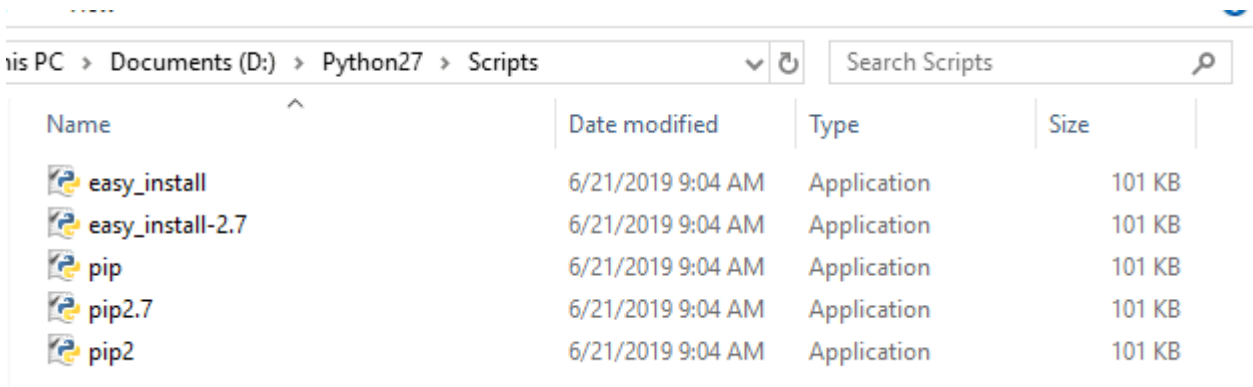 his PC > Documents (D:) > Python27 > Scripts Search Scripts
Name Date modified Type Size
easy_install 6/21/2019 9:04 AM Application 101 KB
easy_install-2.7 6/21/2019 9:04 AM Application 101 KB
pip 6/21/2019 9:04 AM Application 101 KB
pip2.7 6/21/2019 9:04 AM Application 101 KB
pip2 6/21/2019 9:04 AM Application 101 KB